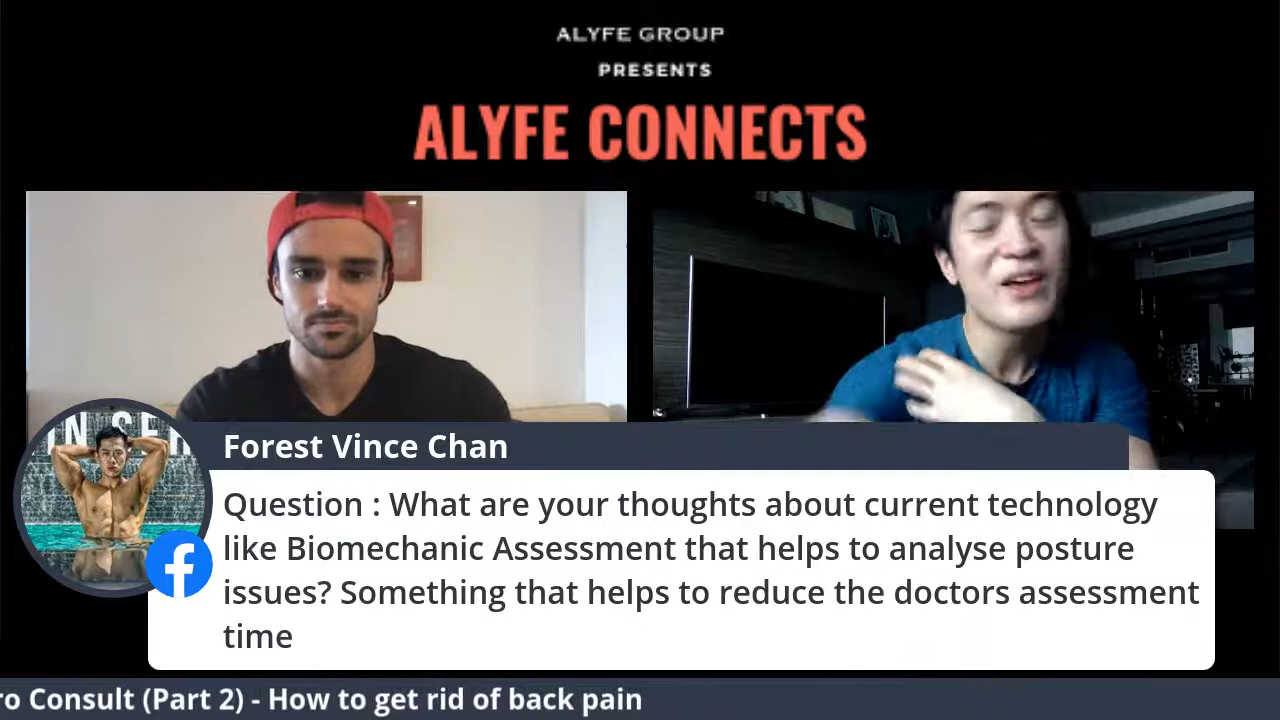 ALYFE GROUP
PRESENTS
ALYFE CONNECTS
Forest Vince Chan
Question : What are your thoughts about current technology
like Biomechanic Assessment that helps to analyse posture
issues? Something that helps to reduce the doctors assessment
time
Consult (Part 2) - How to get rid of back pain